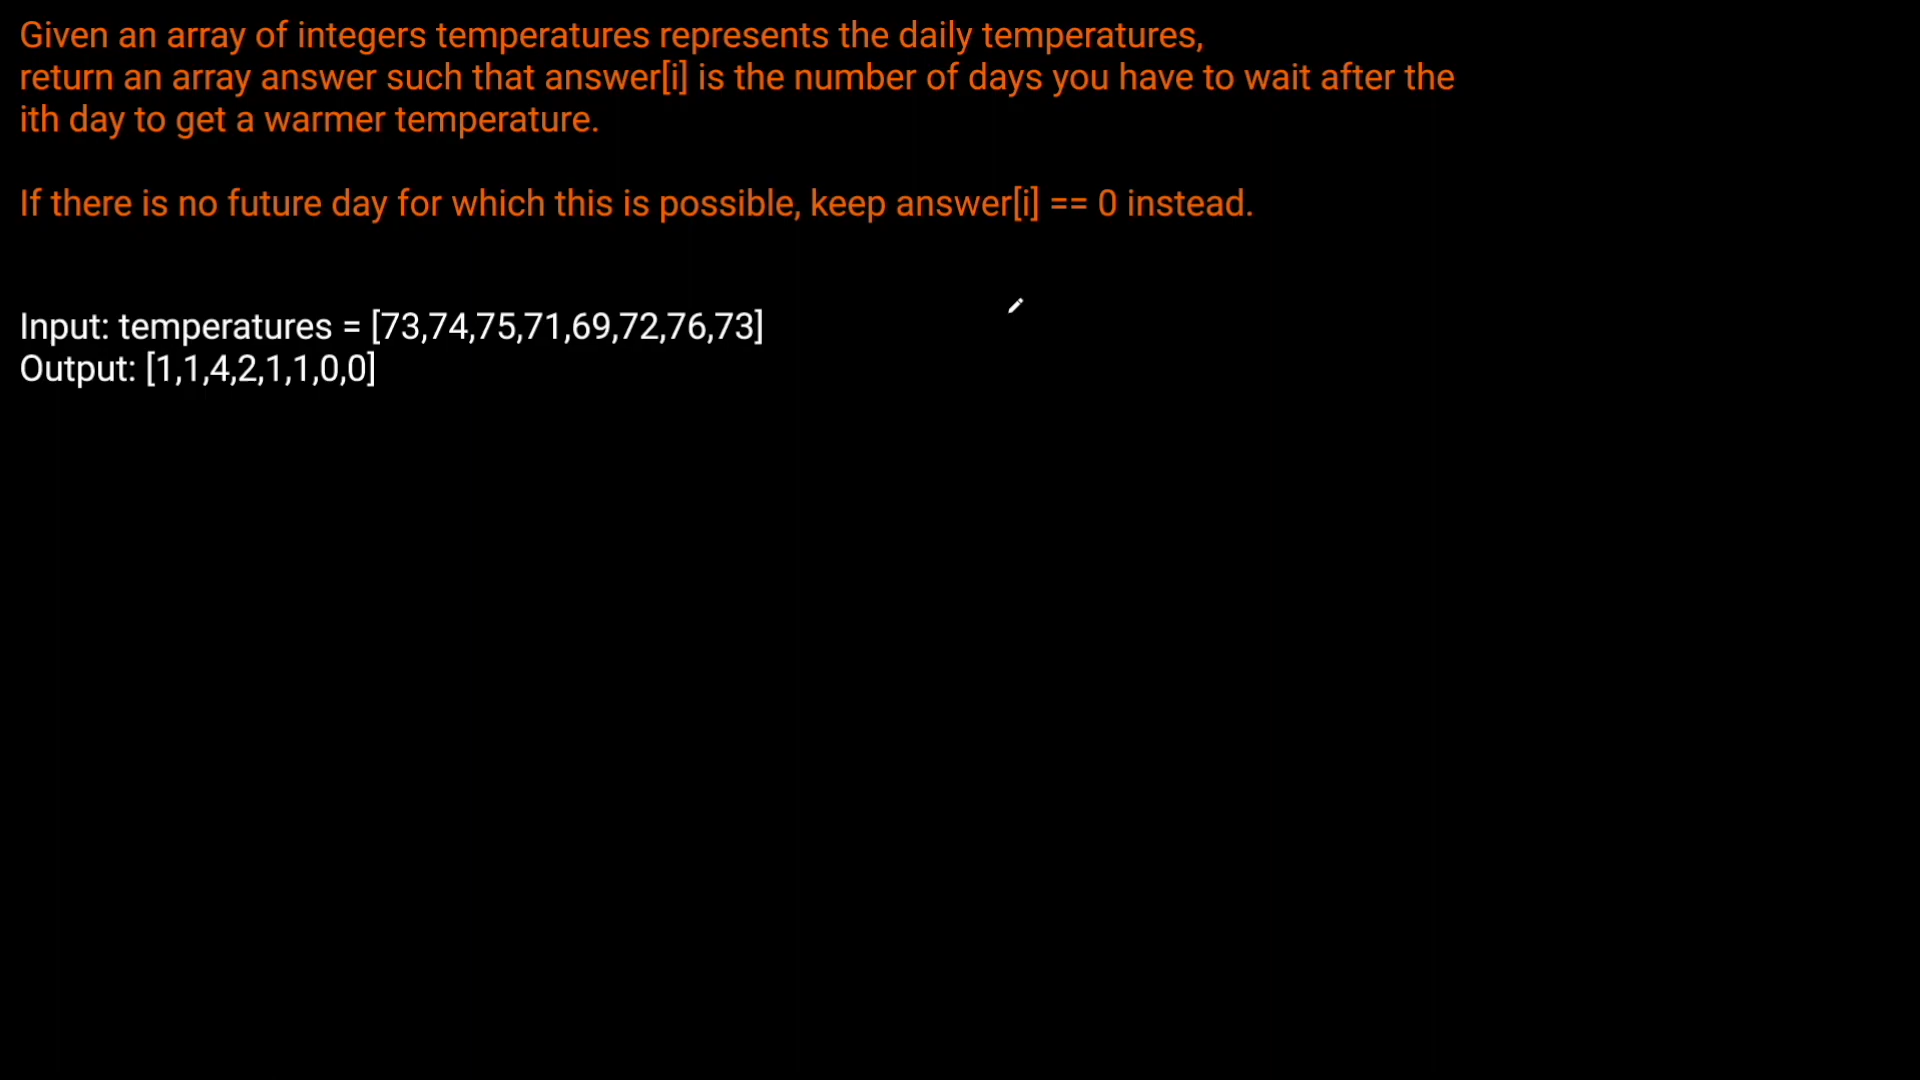 Given an array of integers temperatures represents the daily temperatures,
return an array answer such that answer[i] is the number of days you have to wait after the
ith day to get a warmer temperature.
If there is no future day for which this is possible, keep answer[i] == 0 instead.
Input: temperatures = [73,74,75,71,69,72,76,73]
Output: [1,1,4,2,1,1,0,0]